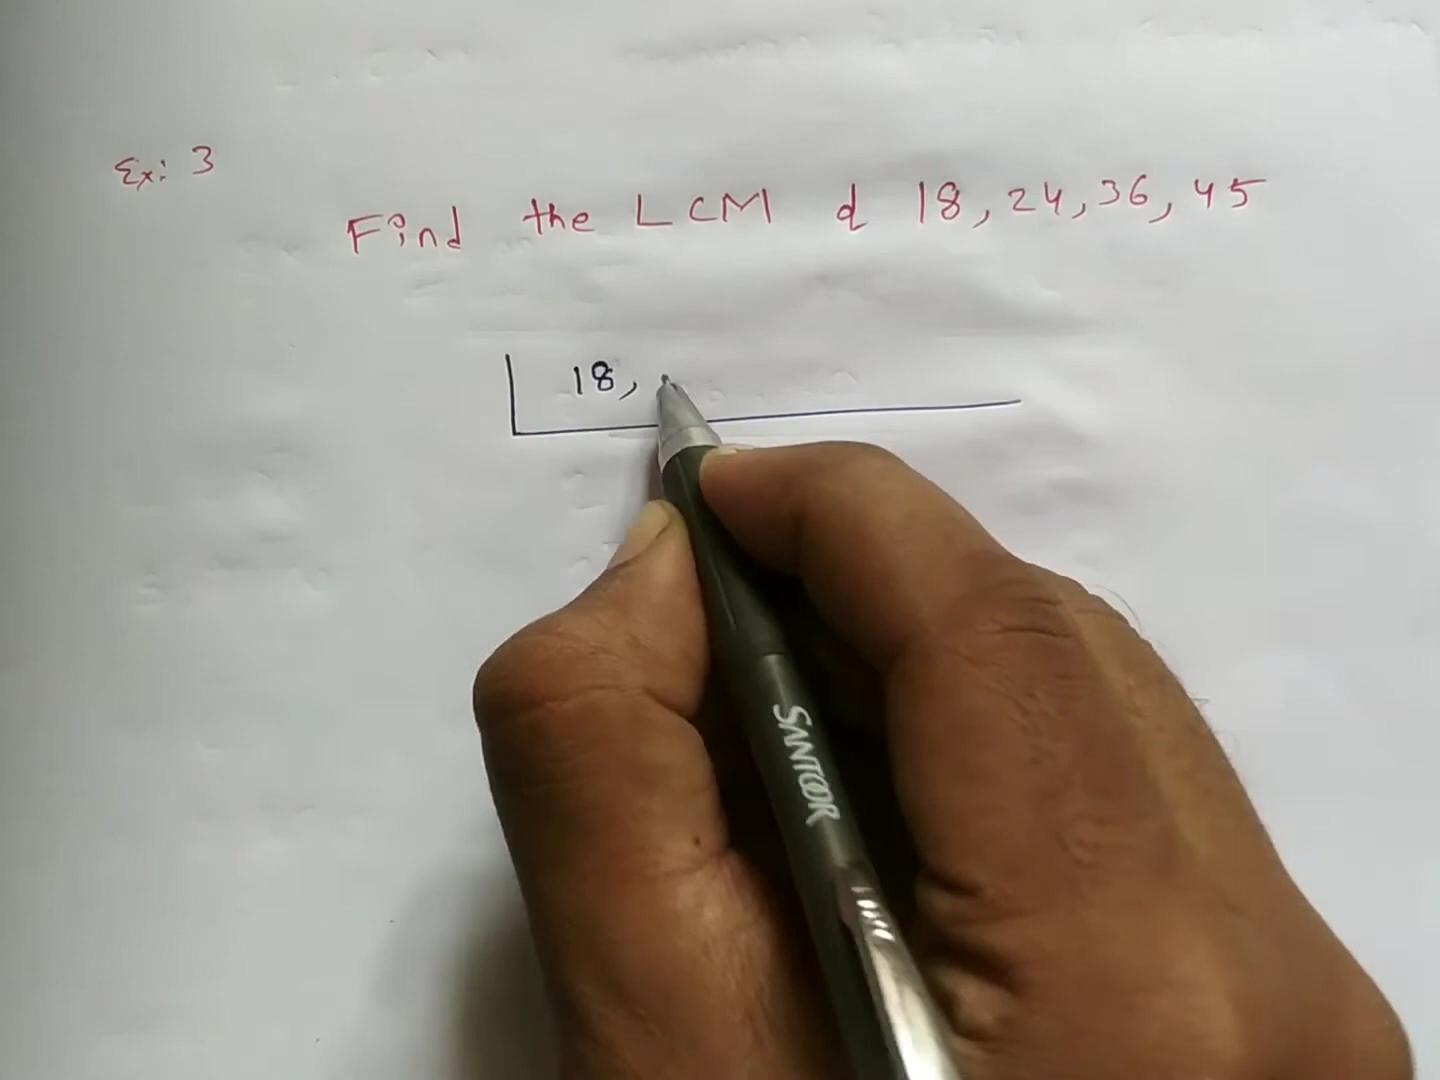 Ex: 3
Find the LCM of 18, 24, 36, 45
18,
SANTOOR